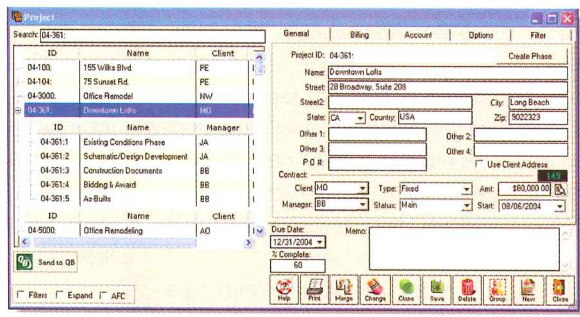 Project
Search: 04-361:
ID Name Client
04-100: 155 Wilks Blvd. PE
04-104: 75 Sunset Rd. PE
04-3000: Office Remodel NW
04-361: Downtown Lofts MO
ID Name Manager
04-361:1 Existing Conditions Phase JA
04-361:2 Schematic/Design Development JA
04-361:3 Construction Documents BB
04-361:4 Bidding & Award BB
04-361:5 As-Builts BB
ID Name Client
04-5000: Office Remodeling AO
Send to QB
Filters Expand AFC
General Billing Account Options Filter
Project ID: 04-361: Create Phase
Name: Downtown Lofts
Street: 28 Broadway, Suite 208
Street2: City: Long Beach
State: CA Country: USA Zip: 9022323
Other 1: Other 2:
Other 3: Other 4:
P O #: Use Client Address
Contract: 149
Client MO Type: Fixed Amt: $80,000.00
Manager: BB Status: Main Start: 08/06/2004
Due Date: Memo:
12/31/2004
% Complete:
60
Help Print Merge Change Clone Save Delete Group New Close